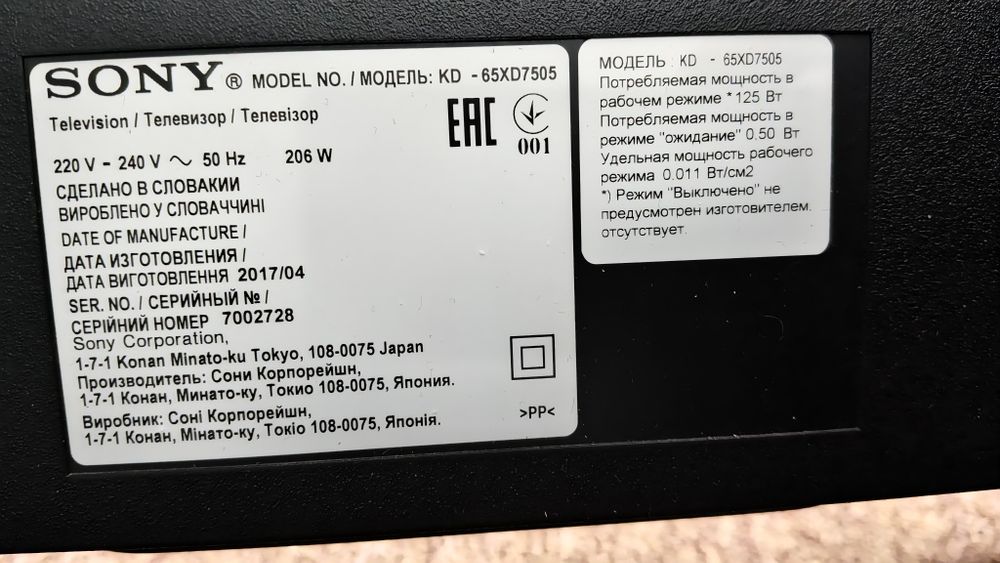 SONY® MODEL NO. / МОДЕЛЬ: KD - 65XD7505
Television / Телевизор / Телевізор
EAC
001
220 V - 240 V ~ 50 Hz 206 W
СДЕЛАНО В СЛОВАКИИ
ВИРОБЛЕНО У СЛОВАЧЧИНІ
DATE OF MANUFACTURE /
ДАТА ИЗГОТОВЛЕНИЯ /
ДАТА ВИГОТОВЛЕННЯ 2017/04
SER. NO. / СЕРИЙНЫЙ № /
СЕРІЙНИЙ НОМЕР 7002728
Sony Corporation,
1-7-1 Konan Minato-ku Tokyo, 108-0075 Japan
Производитель: Сони Корпорейшн,
1-7-1 Конан, Минато-ку, Токио 108-0075, Япония.
Виробник: Соні Корпорейшн,
1-7-1 Конан, Мінато-ку, Токіо 108-0075, Японія.
>PP<
МОДЕЛЬ : KD - 65XD7505
Потребляемая мощность в
рабочем режиме *125 Вт
Потребляемая мощность в
режиме "ожидание" 0.50 Вт
Удельная мощность рабочего
режима 0.011 Вт/см2
*) Режим "Выключено" не
предусмотрен изготовителем.
отсутствует.